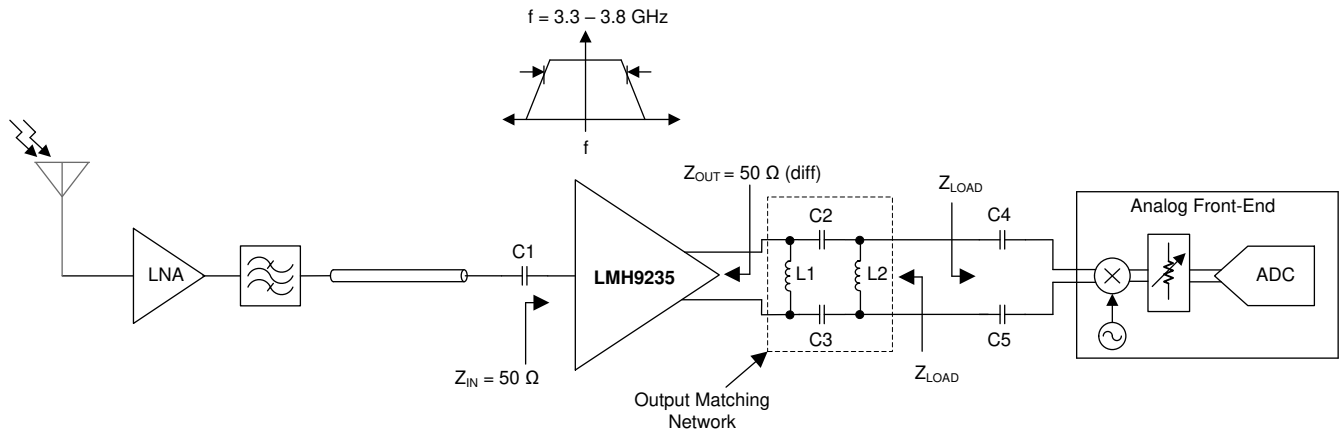 f = 3.3 – 3.8 GHz
f
Z_OUT = 50 Ω (diff)
Z_LOAD
Analog Front-End
LNA
C1
LMH9235
C2
L1
L2
C3
C4
C5
ADC
Z_IN = 50 Ω
Z_LOAD
Output Matching
Network